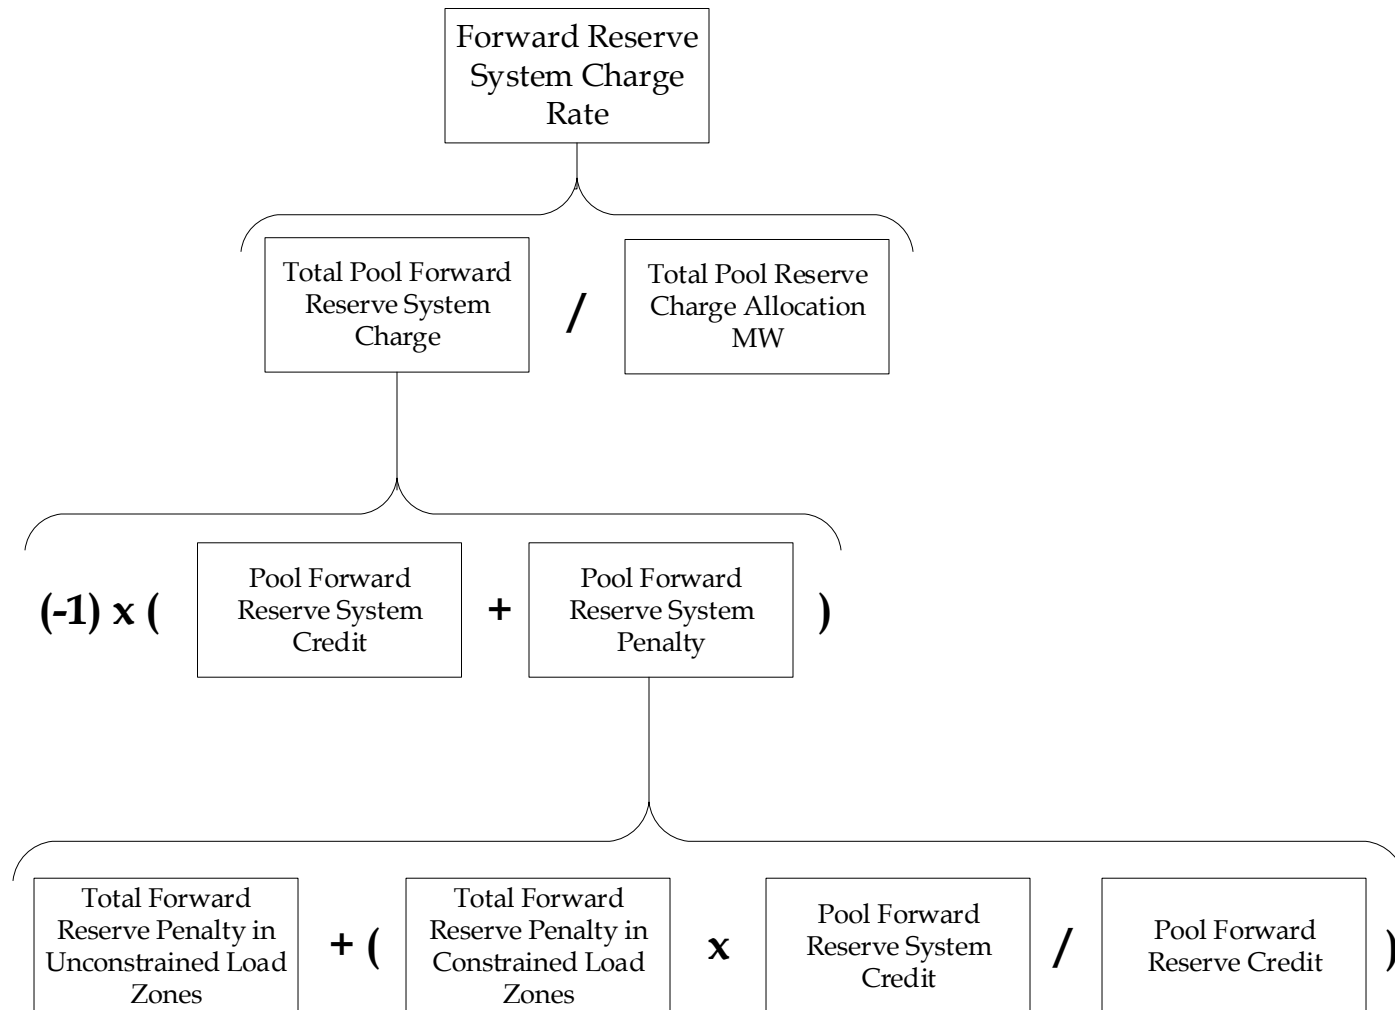 Forward Reserve
System Charge
Rate
Total Pool Forward
Reserve System
Charge
/
Total Pool Reserve
Charge Allocation
MW
(-1) x (
Pool Forward
Reserve System
Credit
+
Pool Forward
Reserve System
Penalty
)
Total Forward
Reserve Penalty in
Unconstrained Load
Zones
+ (
Total Forward
Reserve Penalty in
Constrained Load
Zones
x
Pool Forward
Reserve System
Credit
/
Pool Forward
Reserve Credit
)